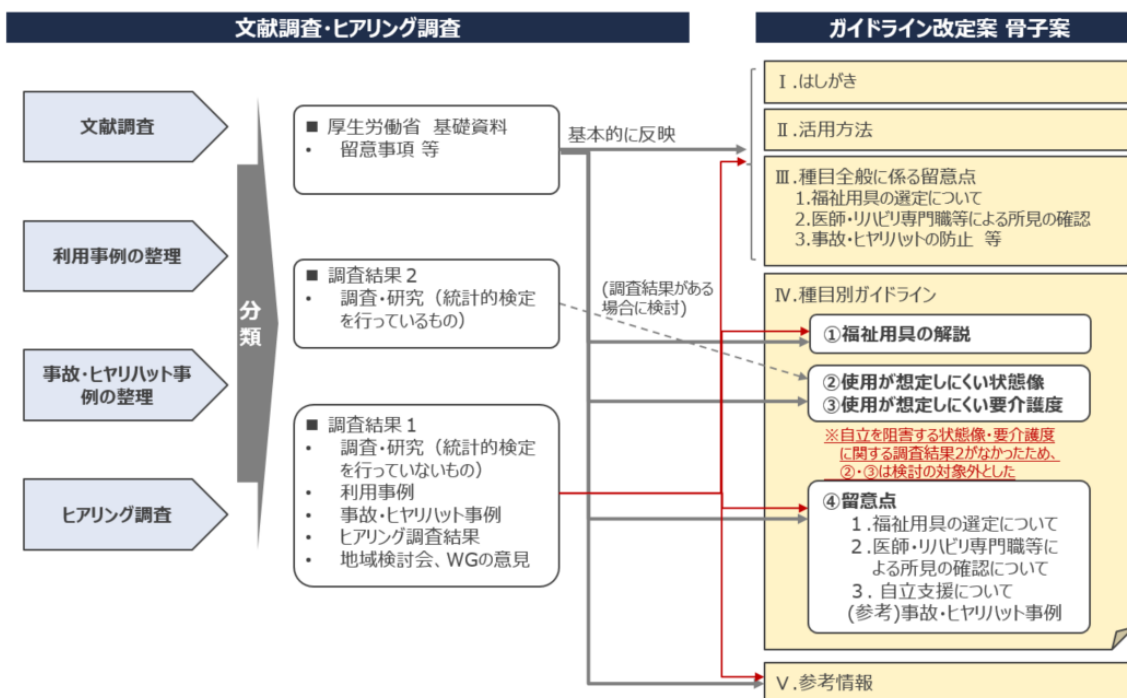 文献調査・ヒアリング調査
文献調査
利用事例の整理
事故・ヒヤリハット事
例の整理
ヒアリング調査
分類
■ 厚生労働省 基礎資料
• 留意事項 等
■ 調査結果２
• 調査・研究（統計的検定
を行っているもの）
■ 調査結果１
• 調査・研究（統計的検定
を行っていないもの）
• 利用事例
• 事故・ヒヤリハット事例
• ヒアリング調査結果
• 地域検討会、WGの意見
基本的に反映
(調査結果がある
場合に検討)
ガイドライン改定案 骨子案
Ⅰ.はしがき
Ⅱ.活用方法
Ⅲ.種目全般に係る留意点
1.福祉用具の選定について
2.医師・リハビリ専門職等による所見の確認
3.事故・ヒヤリハットの防止 等
Ⅳ.種目別ガイドライン
①福祉用具の解説
②使用が想定しにくい状態像
③使用が想定しにくい要介護度
※自立を阻害する状態像・要介護度
に関する調査結果2がなかったため、
②・③は検討の対象外とした
④留意点
１.福祉用具の選定について
２.医師・リハビリ専門職等に
よる所見の確認について
３. 自立支援について
(参考)事故・ヒヤリハット事例
Ⅴ.参考情報